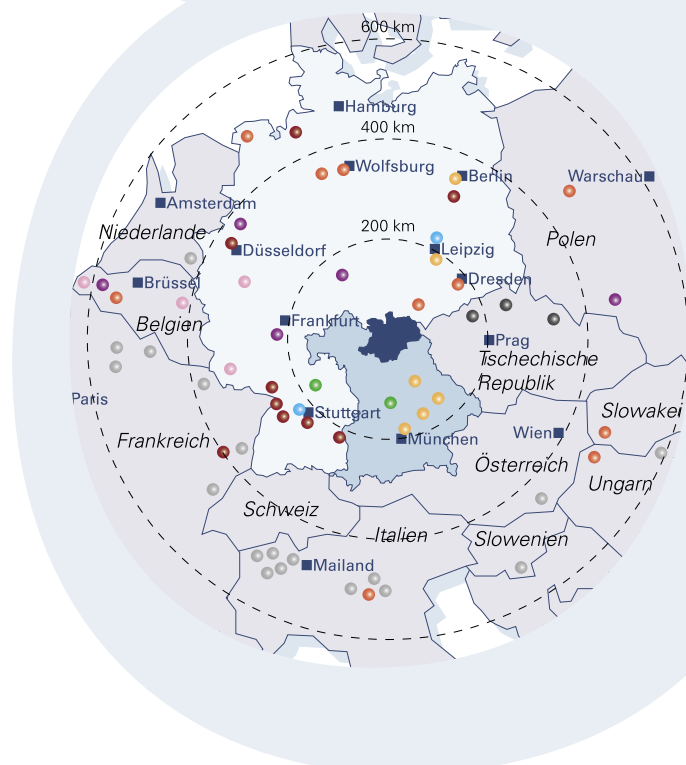 600 km
Hamburg
400 km
Wolfsburg
Berlin
Warschau
Amsterdam
200 km
Niederlande
Polen
Düsseldorf
Leipzig
Dresden
Brüssel
Frankfurt
Belgien
Prag
Tschechische
Republik
Paris
Slowakei
Stuttgart
Frankreich
München
Wien
Österreich
Ungarn
Schweiz
Italien
Slowenien
Mailand